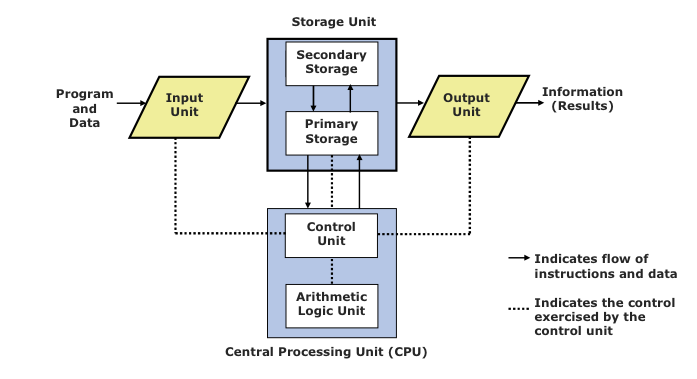 Storage Unit
Secondary
Storage
Program
and
Data
Input
Unit
Primary
Storage
Output
Unit
Information
(Results)
Control
Unit
Arithmetic
Logic Unit
Central Processing Unit (CPU)
Indicates flow of
instructions and data
Indicates the control
exercised by the
control unit